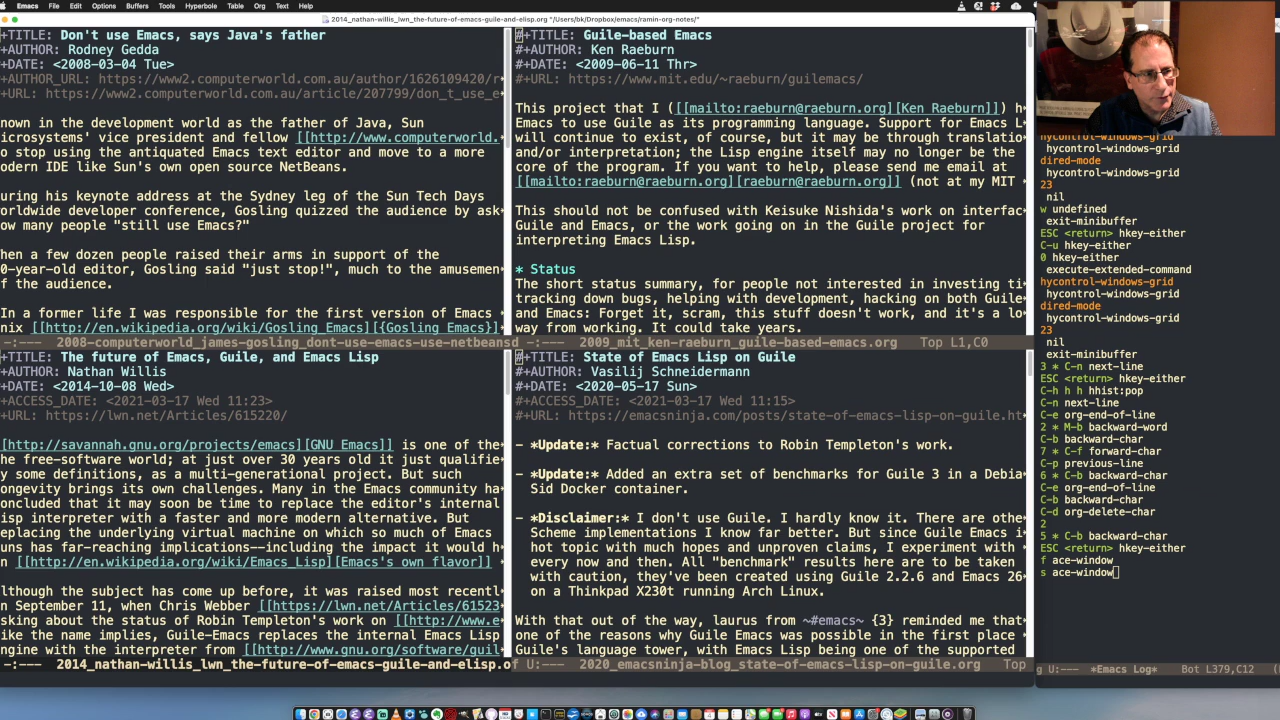 Emacs File Edit Options Buffers Tools Hyperbole Table Org Text Help
2014_nathan-willis_lwn_the-future-of-emacs-guile-and-elisp.org "/Users/bk/Dropbox/emacs/ramin-org-notes/"
+TITLE: Don't use Emacs, says Java's father
+AUTHOR: Rodney Gedda
+DATE: <2008-03-04 Tue>
+AUTHOR_URL: https://www2.computerworld.com.au/author/1626109420/r
+URL: https://www2.computerworld.com.au/article/207799/don_t_use_e
nown in the development world as the father of Java, Sun
icrosystems' vice president and fellow [[http://www.computerworld.
o stop using the antiquated Emacs text editor and move to a more
odern IDE like Sun's own open source NetBeans.
uring his keynote address at the Sydney leg of the Sun Tech Days
orldwide developer conference, Gosling quizzed the audience by ask
ow many people "still use Emacs?"
hen a few dozen people raised their arms in support of the
0-year-old editor, Gosling said "just stop!", much to the amusemen
f the audience.
In a former life I was responsible for the first version of Emacs
nix [[http://en.wikipedia.org/wiki/Gosling_Emacs][{Gosling Emacs}]]
-:---  2008-computerworld_james-gosling_dont-use-emacs-use-netbeansd
#+TITLE: Guile-based Emacs
#+AUTHOR: Ken Raeburn
#+DATE: <2009-06-11 Thr>
#+URL: https://www.mit.edu/~raeburn/guilemacs/
This project that I ([[mailto:raeburn@raeburn.org][Ken Raeburn]]) h
Emacs to use Guile as its programming language. Support for Emacs L
will continue to exist, of course, but it may be through translatio
and/or interpretation; the Lisp engine itself may no longer be the
core of the program. If you want to help, please send me email at
[[mailto:raeburn@raeburn.org][raeburn@raeburn.org]] (not at my MIT
This should not be confused with Keisuke Nishida's work on interfac
Guile and Emacs, or the work going on in the Guile project for
interpreting Emacs Lisp.
* Status
The short status summary, for people not interested in investing ti
tracking down bugs, helping with development, hacking on both Guile
and Emacs: Forget it, scram, this stuff doesn't work, and it's a lo
way from working. It could take years.
-:---  2009_mit_ken-raeburn_guile-based-emacs.org   Top L1,C0
+TITLE: The future of Emacs, Guile, and Emacs Lisp
+AUTHOR: Nathan Willis
+DATE: <2014-10-08 Wed>
+ACCESS_DATE: <2021-03-17 Wed 11:23>
+URL: https://lwn.net/Articles/615220/
[http://savannah.gnu.org/projects/emacs][GNU Emacs]] is one of the
he free-software world; at just over 30 years old it just qualifie
y some definitions, as a multi-generational project. But such
ongevity brings its own challenges. Many in the Emacs community ha
oncluded that it may soon be time to replace the editor's internal
isp interpreter with a faster and more modern alternative. But
eplacing the underlying virtual machine on which so much of Emacs
uns has far-reaching implications--including the impact it would h
n [[http://en.wikipedia.org/wiki/Emacs_Lisp][Emacs's own flavor]]
lthough the subject has come up before, it was raised most recentl
n September 11, when Chris Webber [[https://lwn.net/Articles/61523
sking about the status of Robin Templeton's work on [[http://www.e
ike the name implies, Guile-Emacs replaces the internal Emacs Lisp
ngine with the interpreter from [[http://www.gnu.org/software/guil
-:---  2014_nathan-willis_lwn_the-future-of-emacs-guile-and-elisp.of
#+TITLE: State of Emacs Lisp on Guile
#+AUTHOR: Vasilij Schneidermann
#+DATE: <2020-05-17 Sun>
#+ACCESS_DATE: <2021-03-17 Wed 11:15>
#+URL: https://emacsninja.com/posts/state-of-emacs-lisp-on-guile.ht
- *Update:* Factual corrections to Robin Templeton's work.
- *Update:* Added an extra set of benchmarks for Guile 3 in a Debia
Sid Docker container.
- *Disclaimer:* I don't use Guile. I hardly know it. There are othe
Scheme implementations I know far better. But since Guile Emacs i
hot topic with much hopes and unproven claims, I experiment with
every now and then. All "benchmark" results here are to be taken
with caution, they've been created using Guile 2.2.6 and Emacs 26
on a Thinkpad X230t running Arch Linux.
With that out of the way, laurus from ~#emacs~ {3} reminded me that
one of the reasons why Guile Emacs was possible in the first place
Guile's language tower, with Emacs Lisp being one of the supported
U:---  2020_emacsninja-blog_state-of-emacs-lisp-on-guile.org   Top
hycontrol-windows-grid
hycontrol-windows-grid
dired-mode
hycontrol-windows-grid
23
nil
w undefined
exit-minibuffer
ESC <return> hkey-either
C-u hkey-either
0 hkey-either
execute-extended-command
hycontrol-windows-grid
hycontrol-windows-grid
dired-mode
hycontrol-windows-grid
23
nil
exit-minibuffer
3 * C-n next-line
ESC <return> hkey-either
C-h h h hhist:pop
C-n next-line
C-e org-end-of-line
2 * M-b backward-word
C-b backward-char
7 * C-f forward-char
C-p previous-line
6 * C-b backward-char
C-e org-end-of-line
C-b backward-char
C-d org-delete-char
2
5 * C-b backward-char
ESC <return> hkey-either
f ace-window
s ace-window
g U:---  *Emacs Log*   Bot L379,C12